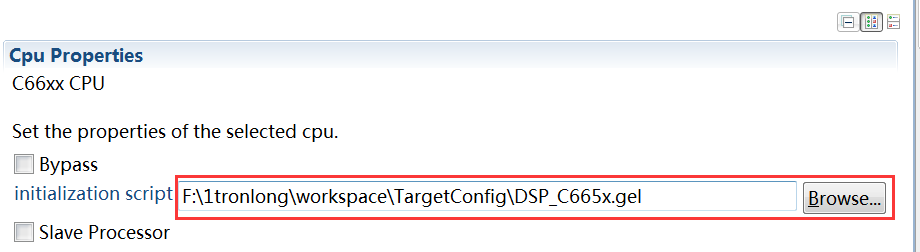 Cpu Properties
C66xx CPU
Set the properties of the selected cpu.
Bypass
initialization script F:\1tronlong\workspace\TargetConfig\DSP_C665x.gel Browse...
Slave Processor